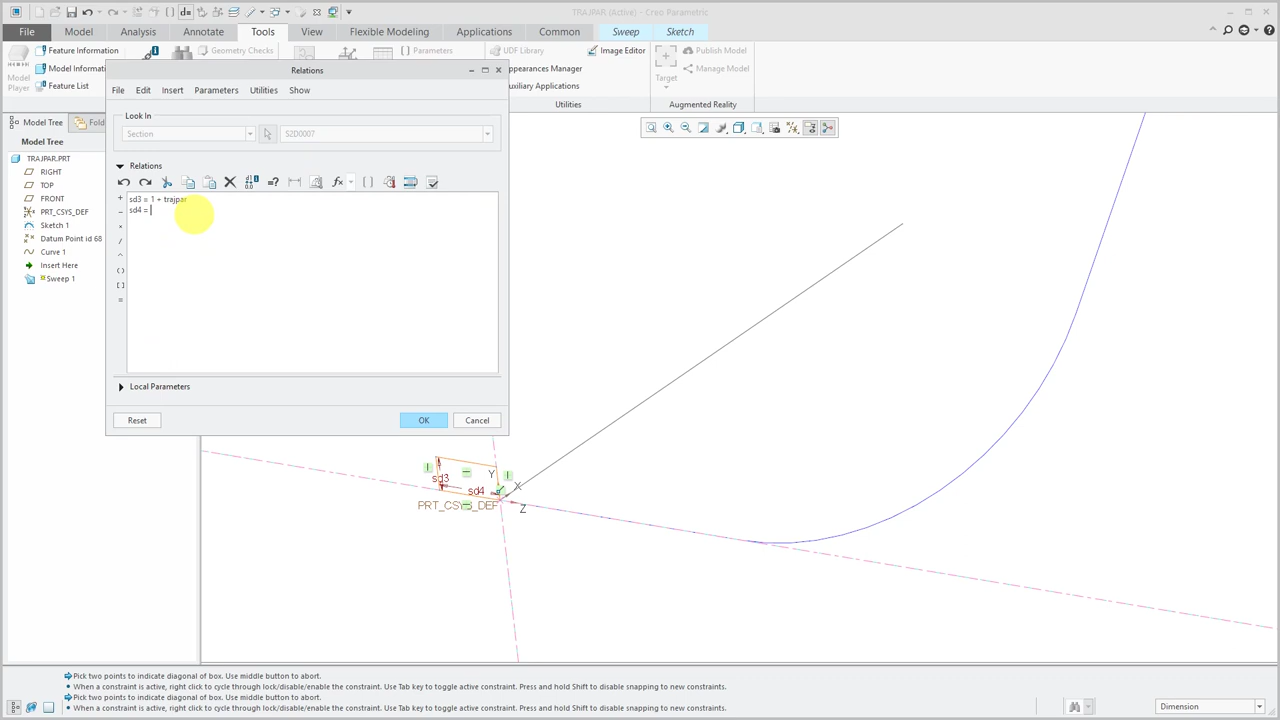 TRAJPAR (Active) - Creo Parametric
File
Model
Analysis
Annotate
Tools
View
Flexible Modeling
Applications
Common
Sweep
Sketch
Feature Information
Geometry Checks
Parameters
UDF Library
Image Editor
Publish Model
Model
Player
Model Informati
Feature List
Appearances Manager
uxiliary Applications
Target
Manage Model
Utilities
Augmented Reality
Relations
File
Edit
Insert
Parameters
Utilities
Show
Look In
Section
S2D0007
Relations
sd3 = 1 + trajpar
sd4 =
Local Parameters
Reset
OK
Cancel
Model Tree
Fold
Model Tree
TRAJPAR.PRT
RIGHT
TOP
FRONT
PRT_CSYS_DEF
Sketch 1
Datum Point id 68
Curve 1
Insert Here
Sweep 1
sd3
Y
sd4
X
PRT_CSYS_DEF
Z
Pick two points to indicate diagonal of box. Use middle button to abort.
When a constraint is active, right click to cycle through lock/disable/enable the constraint. Use Tab key to toggle active constraint. Press and hold Shift to disable snapping to new constraints.
Pick two points to indicate diagonal of box. Use middle button to abort.
When a constraint is active, right click to cycle through lock/disable/enable the constraint. Use Tab key to toggle active constraint. Press and hold Shift to disable snapping to new constraints.
Dimension